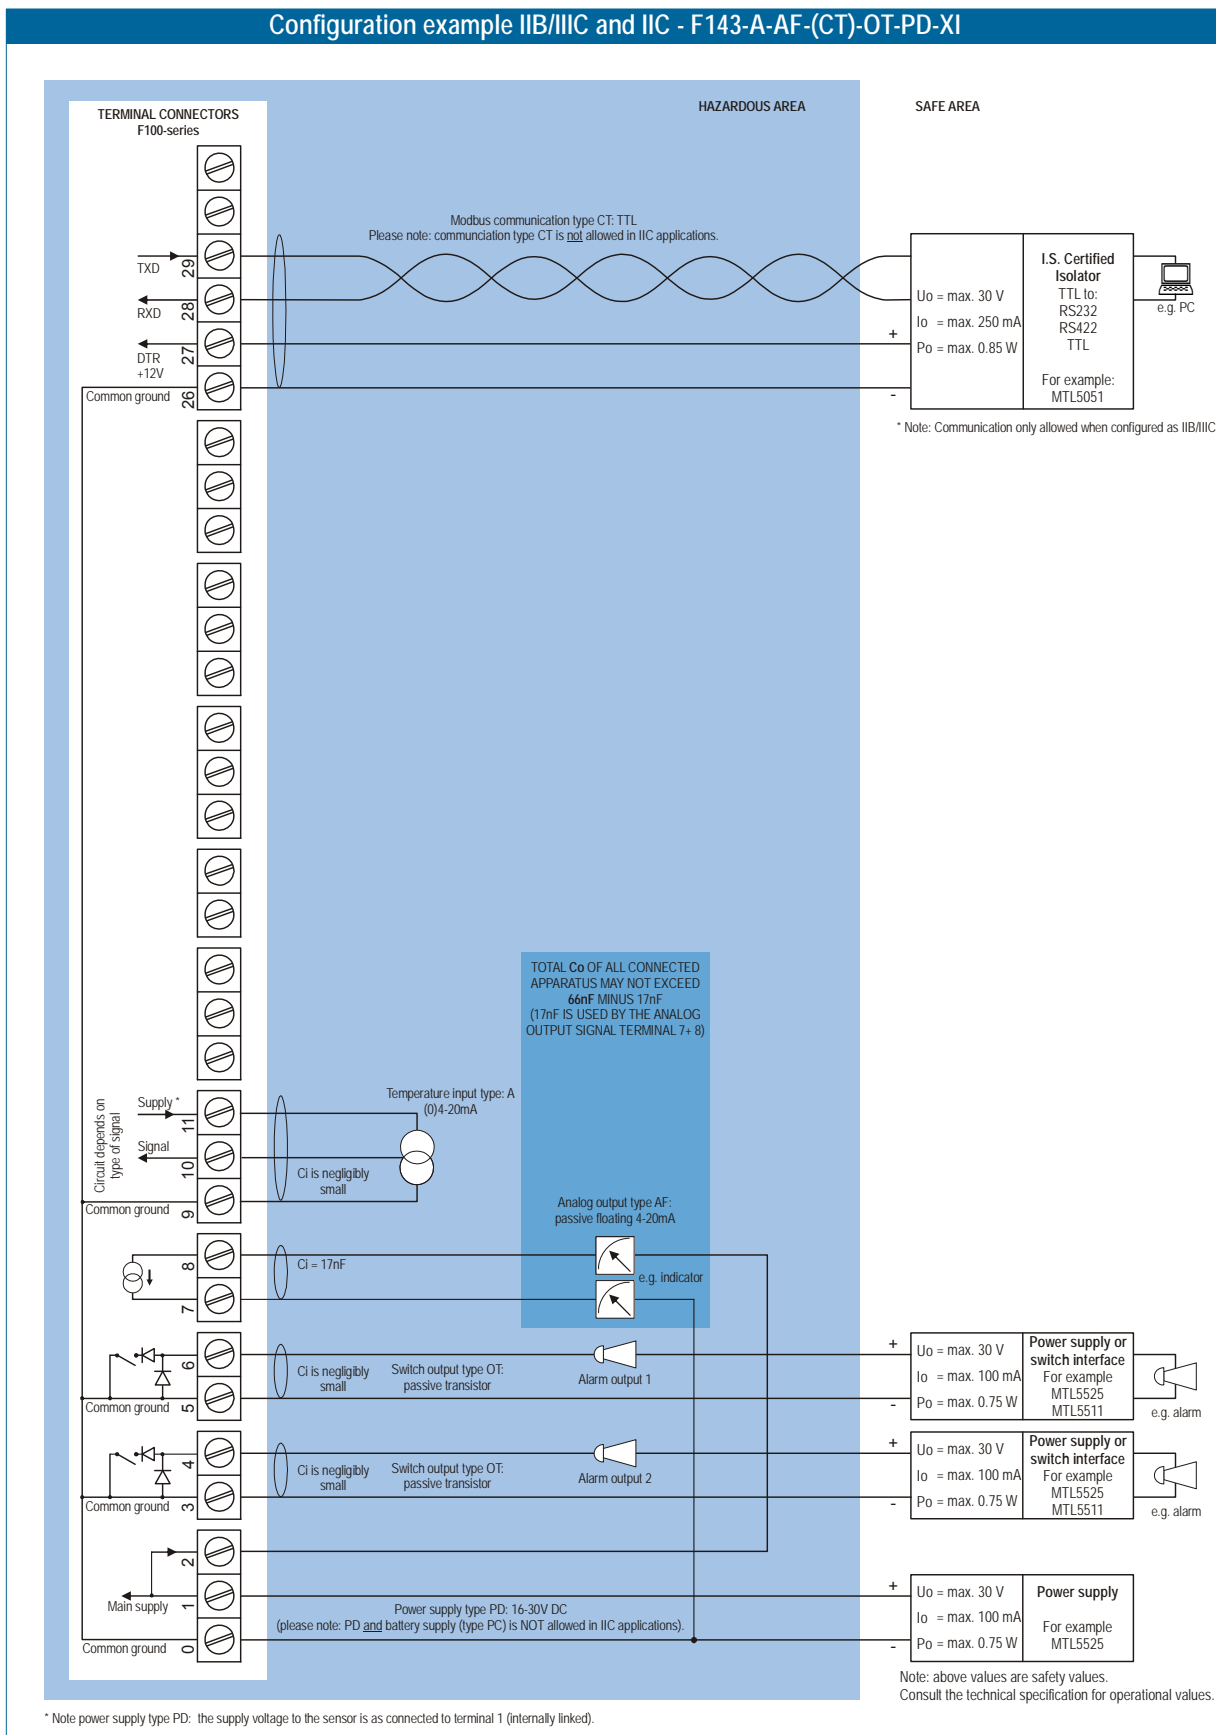 Configuration example IIB/IIIC and IIC - F143-A-AF-(CT)-OT-PD-XI
TERMINAL CONNECTORS
F100-series
HAZARDOUS AREA
SAFE AREA
Modbus communication type CT: TTL
Please note: communciation type CT is not allowed in IIC applications.
TXD
29
RXD
28
DTR
+12V
27
Common ground
26
+
-
Uo = max. 30 V
Io = max. 250 mA
Po = max. 0.85 W
I.S. Certified
Isolator
TTL to:
RS232
RS422
TTL
For example:
MTL5051
e.g. PC
* Note: Communication only allowed when configured as IIB/IIIC
TOTAL Co OF ALL CONNECTED
APPARATUS MAY NOT EXCEED
66nF MINUS 17nF
(17nF IS USED BY THE ANALOG
OUTPUT SIGNAL TERMINAL 7+ 8)
Circuit depends on
type of signal
Supply *
11
Signal
10
Common ground
9
Temperature input type: A
(0)4-20mA
Ci is negligibly
small
Analog output type AF:
passive floating 4-20mA
8
Ci = 17nF
e.g. indicator
7
6
Ci is negligibly
small
Switch output type OT:
passive transistor
Alarm output 1
Common ground
5
+
-
Uo = max. 30 V
Io = max. 100 mA
Po = max. 0.75 W
Power supply or
switch interface
For example
MTL5525
MTL5511
e.g. alarm
4
Ci is negligibly
small
Switch output type OT:
passive transistor
Alarm output 2
Common ground
3
+
-
Uo = max. 30 V
Io = max. 100 mA
Po = max. 0.75 W
Power supply or
switch interface
For example
MTL5525
MTL5511
e.g. alarm
2
Main supply
1
Power supply type PD: 16-30V DC
(please note: PD and battery supply (type PC) is NOT allowed in IIC applications).
Common ground
0
+
-
Uo = max. 30 V
Io = max. 100 mA
Po = max. 0.75 W
Power supply
For example
MTL5525
Note: above values are safety values.
Consult the technical specification for operational values.
* Note power supply type PD: the supply voltage to the sensor is as connected to terminal 1 (internally linked).